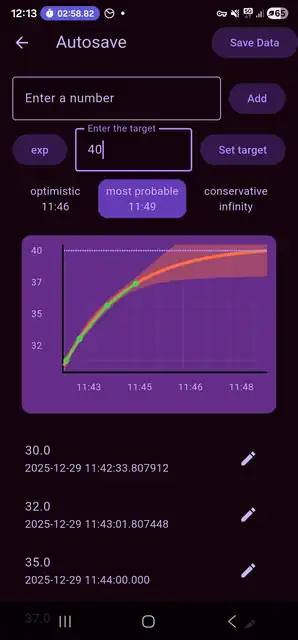 12:13 02:58.82 5G 65
Autosave
Save Data
Enter a number
Add
exp
Enter the target
40
Set target
optimistic
11:46
most probable
11:49
conservative
infinity
40
37
35
32
11:43 11:45 11:46 11:48
30.0
2025-12-29 11:42:33.807912
32.0
2025-12-29 11:43:01.807448
35.0
2025-12-29 11:44:00.000
37.0